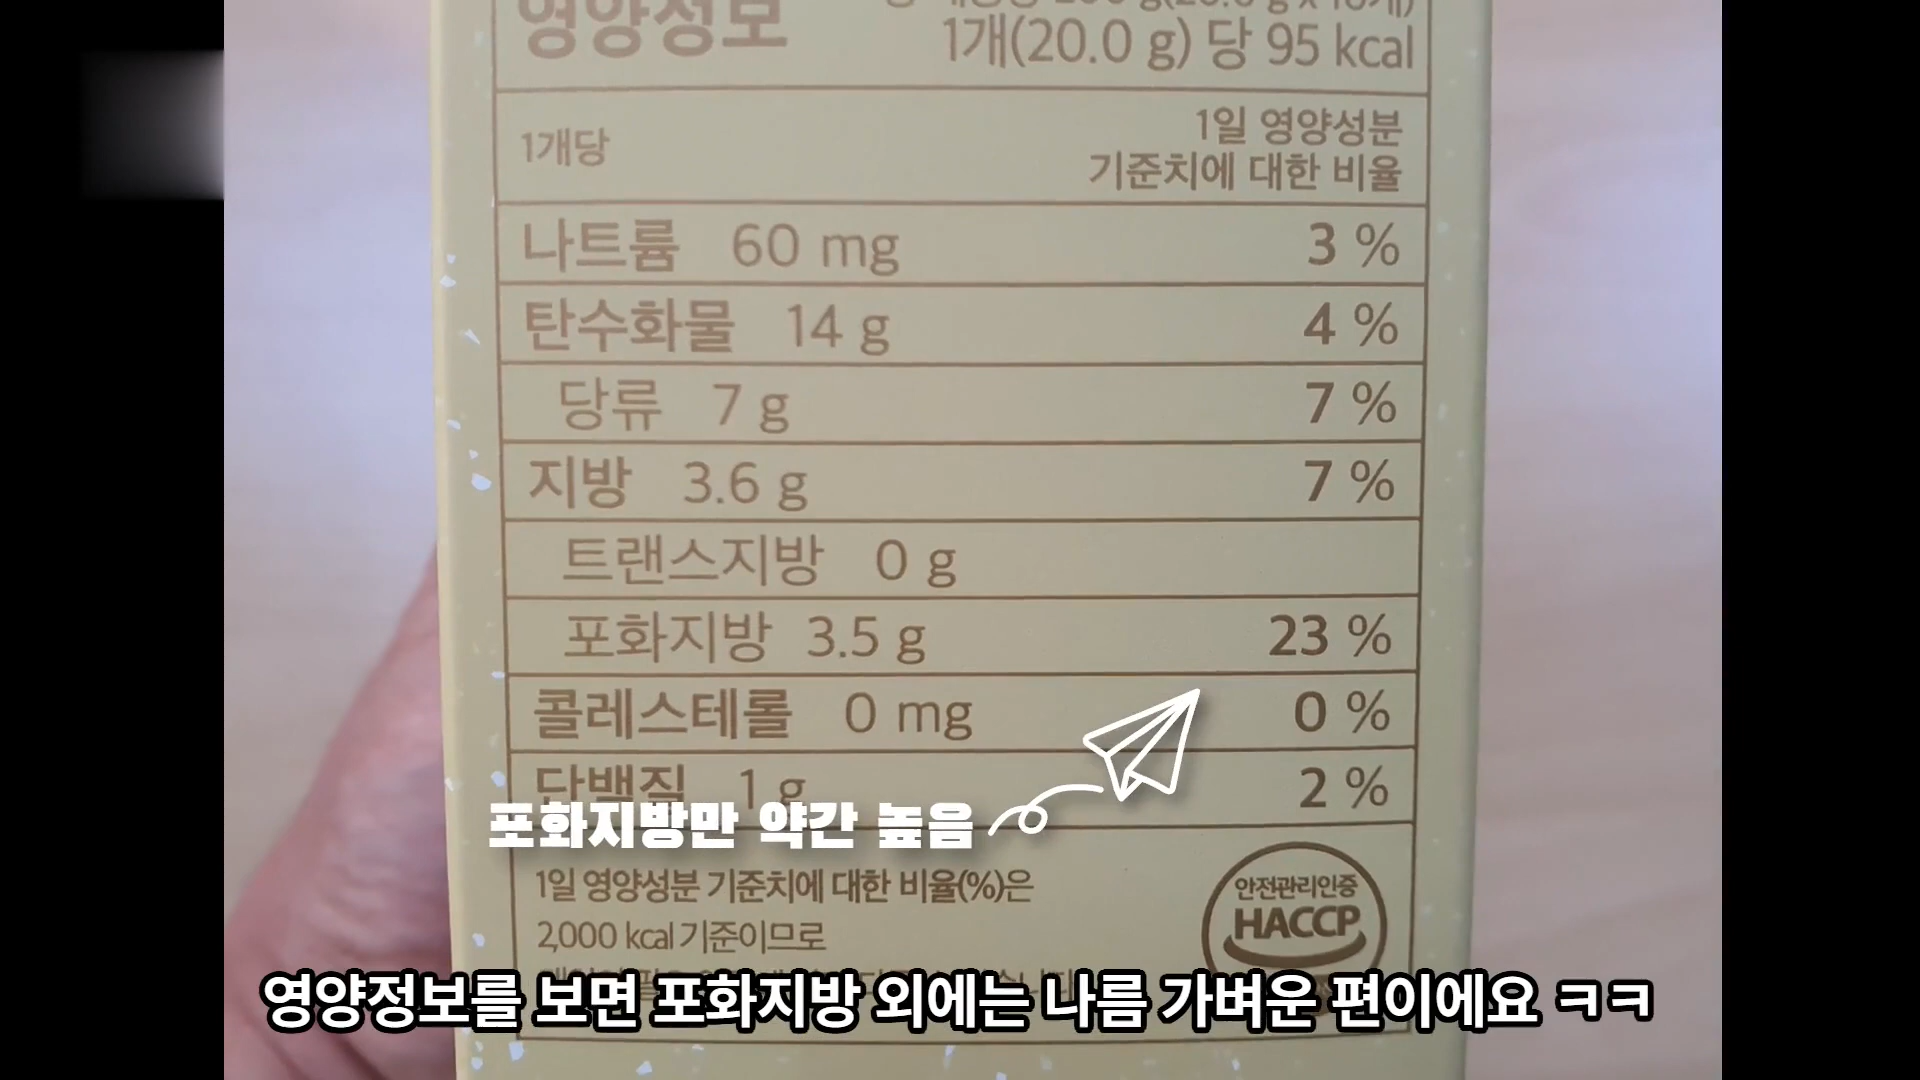 영양정보
1개(20.0 g) 당 95 kcal
1개당
1일 영양성분
기준치에 대한 비율
나트륨 60 mg 3 %
탄수화물 14 g 4 %
당류 7 g 7 %
지방 3.6 g 7 %
트랜스지방 0 g
포화지방 3.5 g 23 %
콜레스테롤 0 mg 0 %
단백질 1 g 2 %
포화지방만 약간 높음
1일 영양성분 기준치에 대한 비율(%)은
2,000 kcal 기준이므로
안전관리인증
HACCP
영양정보를 보면 포화지방 외에는 나름 가벼운 편이에요 ㅋㅋ